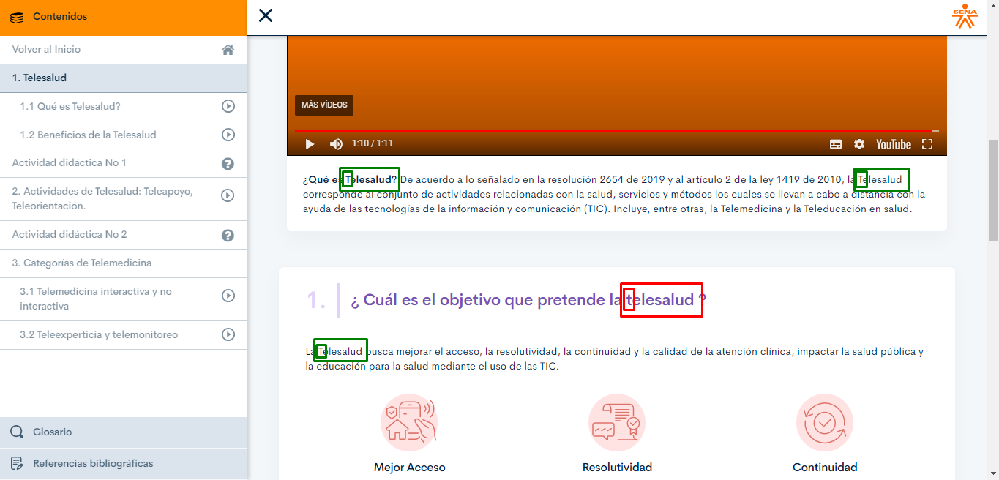 Contenidos
SENA
Volver al Inicio
1. Telesalud
1.1 Qué es Telesalud?
1.2 Beneficios de la Telesalud
Actividad didáctica No 1
2. Actividades de Telesalud: Teleapoyo,
Teleorientación.
Actividad didáctica No 2
3. Categorías de Telemedicina
3.1 Telemedicina interactiva y no
interactiva
3.2 Teleexperticia y telemonitoreo
Glosario
Referencias bibliográficas
MÁS VÍDEOS
1:10 / 1:11
YouTube
¿Qué es Telesalud? De acuerdo a lo señalado en la resolución 2654 de 2019 y al artículo 2 de la ley 1419 de 2010, la Telesalud
corresponde al conjunto de actividades relacionadas con la salud, servicios y métodos los cuales se llevan a cabo a distancia con la
ayuda de las tecnologías de la información y comunicación (TIC). Incluye, entre otras, la Telemedicina y la Teleducación en salud.
1. ¿ Cuál es el objetivo que pretende la telesalud ?
La Telesalud busca mejorar el acceso, la resolutividad, la continuidad y la calidad de la atención clínica, impactar la salud pública y
la educación para la salud mediante el uso de las TIC.
Mejor Acceso
Resolutividad
Continuidad